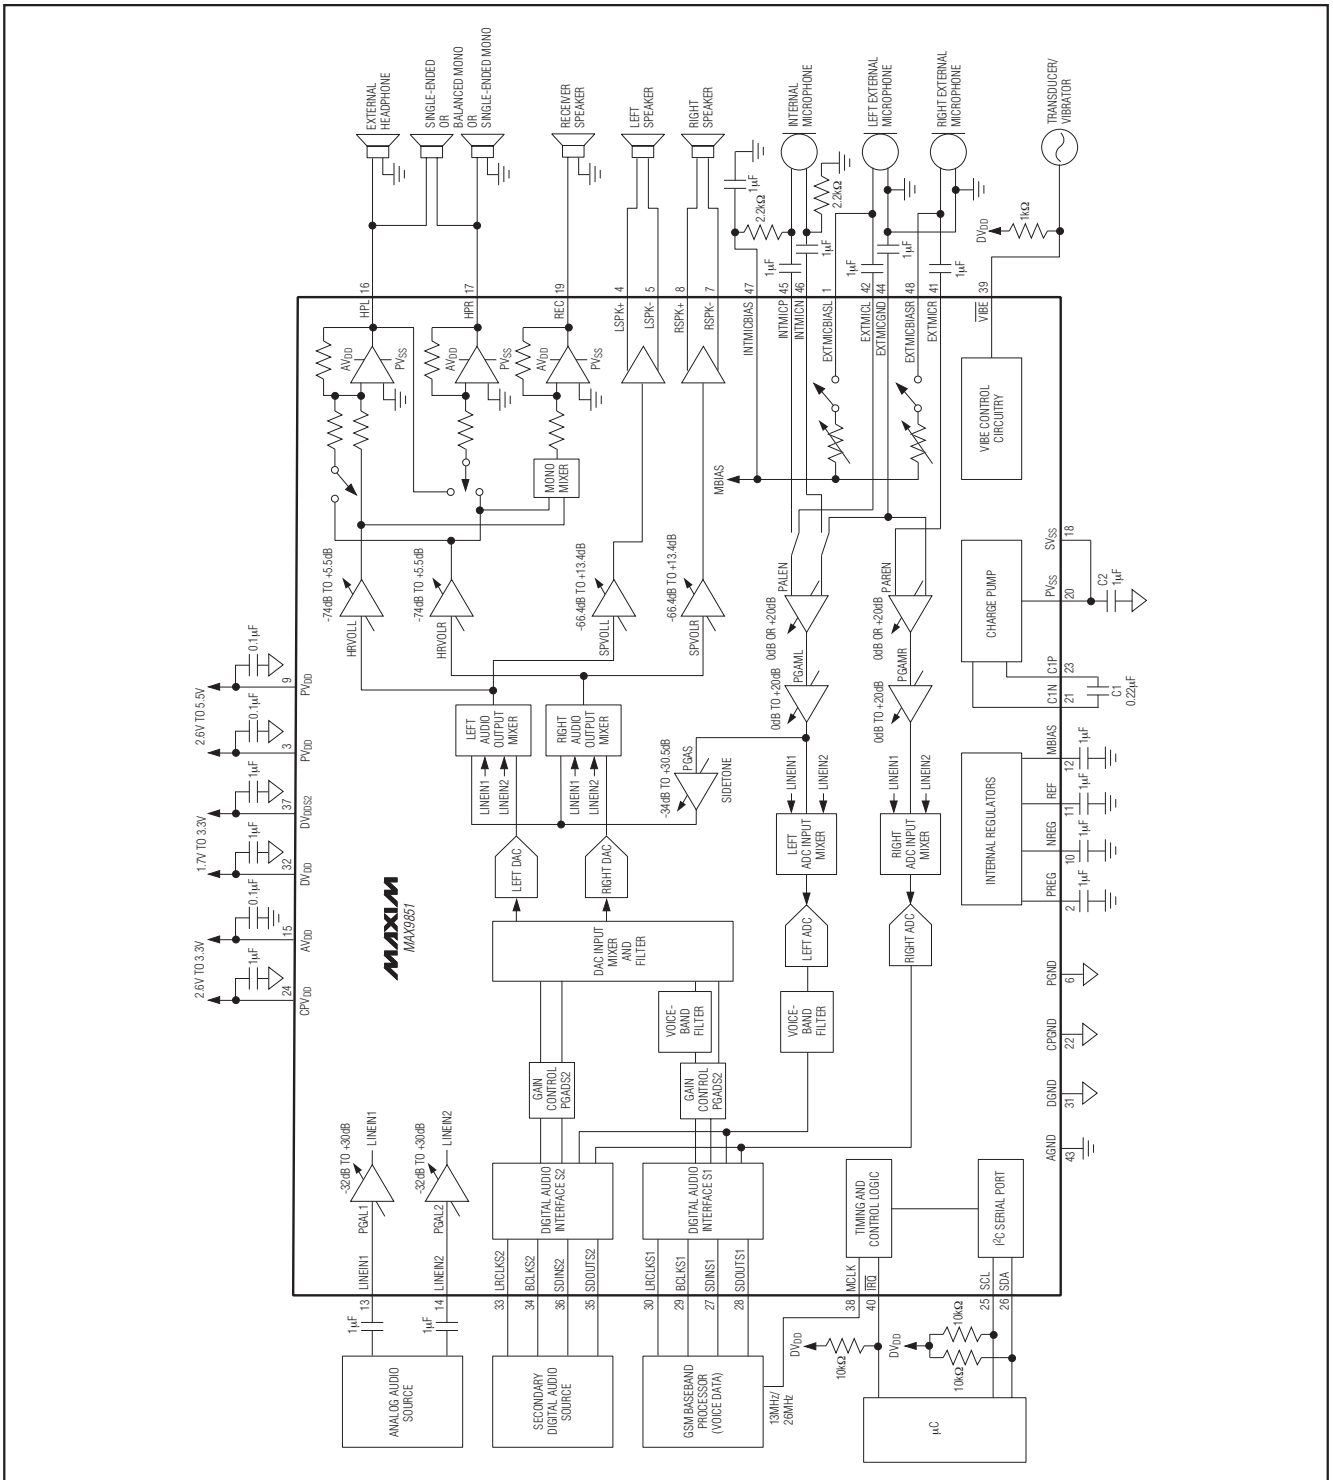 EXTERNAL
HEADPHONE
SINGLE-ENDED
OR
BALANCED MONO
OR
SINGLE-ENDED MONO
RECEIVER
SPEAKER
LEFT
SPEAKER
RIGHT
SPEAKER
INTERNAL
MICROPHONE
LEFT EXTERNAL
MICROPHONE
RIGHT EXTERNAL
MICROPHONE
TRANSDUCER/
VIBRATOR
1µF
2.2kΩ
2.2kΩ
1µF
1µF
1µF
1µF
1µF
DVDD
1kΩ
HPL 16
HPR 17
REC 19
LSPK+ 4
LSPK- 5
RSPK+ 8
RSPK- 7
INTMICBIAS 47
INTMICP 45
INTMICN 46
EXTMICBIASL 1
EXTMICL 42
EXTMICGND 44
EXTMICBIASR 48
EXTMICR 41
VIBE 39
AVDD
PVSS
AVDD
PVSS
AVDD
PVSS
MONO
MIXER
MBIAS
VIBE CONTROL
CIRCUITRY
-74dB TO +5.5dB
HRVOLL
-74dB TO +5.5dB
HRVOLR
-66.4dB TO +13.4dB
SPVOLL
-66.4dB TO +13.4dB
SPVOLR
PALEN
0dB OR +20dB
PAREN
0dB OR +20dB
PGAML
0dB TO +20dB
PGAMR
0dB TO +20dB
CHARGE PUMP
SVSS 18
PVSS 20
C2
1µF
C1P 23
C1N 21
C1
0.22µF
2.6V TO 5.5V
0.1µF
9 PVDD
0.1µF
3 PVDD
1.7V TO 3.3V
1µF
37 DVDDS2
1µF
32 DVDD
2.6V TO 3.3V
0.1µF
15 AVDD
1µF
24 CPVDD
LEFT
AUDIO
OUTPUT
MIXER
RIGHT
AUDIO
OUTPUT
MIXER
LINEIN1
LINEIN2
LINEIN1
LINEIN2
-34dB TO +30.5dB
PGAS
SIDETONE
LINEIN1
LINEIN2
LEFT
ADC INPUT
MIXER
LINEIN1
LINEIN2
RIGHT
ADC INPUT
MIXER
INTERNAL REGULATORS
MBIAS 12
1µF
REF 11
1µF
NREG 10
1µF
PREG 2
1µF
MAXIM
MAX9851
LEFT DAC
RIGHT DAC
DAC INPUT
MIXER
AND
FILTER
LEFT ADC
RIGHT ADC
VOICE-
BAND
FILTER
VOICE-
BAND
FILTER
PGND 6
CPGND 22
DGND 31
AGND 43
GAIN
CONTROL
PGADS2
GAIN
CONTROL
PGADS2
-32dB TO +30dB
LINEIN1
PGAL1
-32dB TO +30dB
LINEIN2
PGAL2
DIGITAL AUDIO
INTERFACE S2
DIGITAL AUDIO
INTERFACE S1
TIMING AND
CONTROL LOGIC
I²C SERIAL PORT
13 LINEIN1
14 LINEIN2
33 LRCLKS2
34 BCLKS2
36 SDINS2
35 SDOUTS2
30 LRCLKS1
29 BCLKS1
27 SDINS1
28 SDOUTS1
38 MCLK
40 IRQ
25 SCL
26 SDA
1µF
1µF
DVDD
10kΩ
DVDD
10kΩ
10kΩ
13MHz/
26MHz
ANALOG AUDIO
SOURCE
SECONDARY
DIGITAL AUDIO
SOURCE
GSM BASEBAND
PROCESSOR
(VOICE DATA)
µC